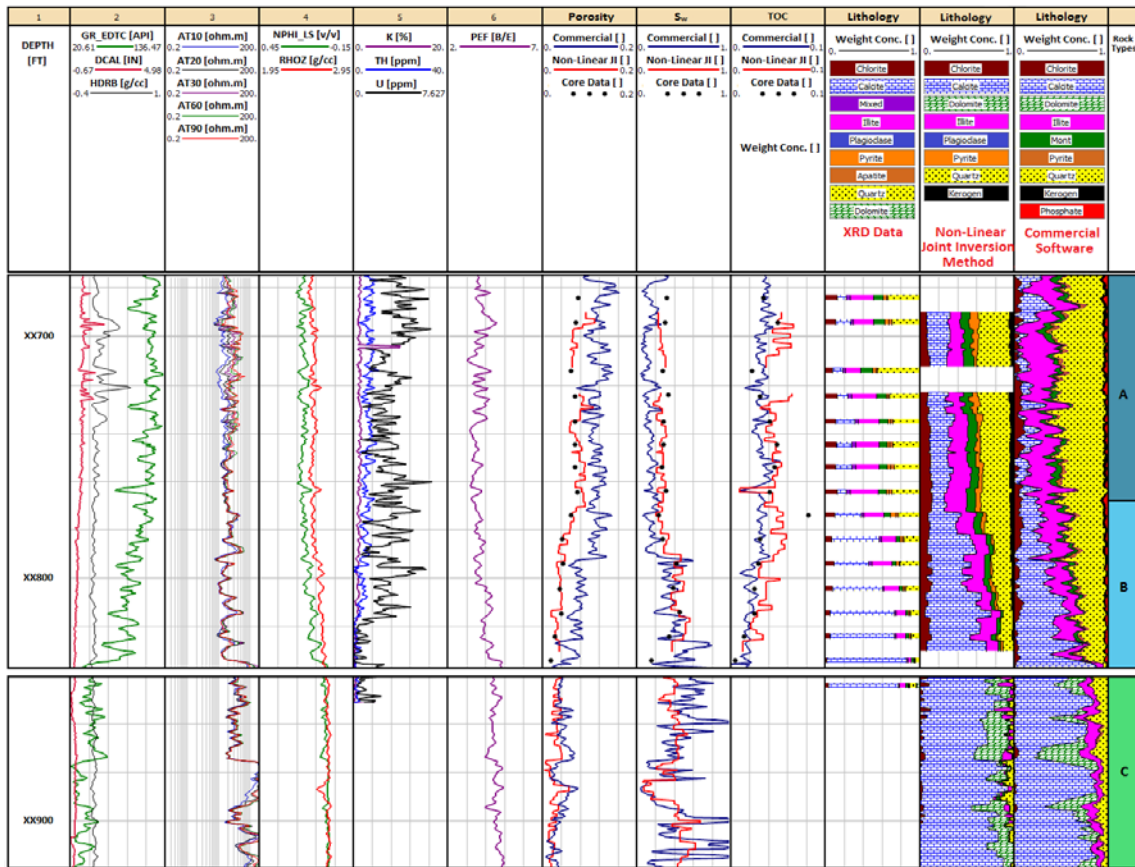 1 2 3 4 5 6 Porosity Sw TOC Lithology Lithology Lithology
DEPTH
[FT]
GR_EDTC [API]
20.61 136.47
DCAL [IN]
-0.67 4.98
HDRB [g/cc]
-0.4 1.
AT10 [ohm.m]
0.2 200.
AT20 [ohm.m]
0.2 200.
AT30 [ohm.m]
0.2 200.
AT60 [ohm.m]
0.2 200.
AT90 [ohm.m]
0.2 200.
NPHI_LS [v/v]
0.45 -0.15
RHOZ [g/cc]
1.95 2.95
K [%]
0. 20.
TH [ppm]
0. 40.
U [ppm]
0. 7.627
PEF [B/E]
2. 7.
Commercial [ ]
0. 0.2
Non-Linear JI [ ]
0. 0.2
Core Data [ ]
0. 0.2
Commercial [ ]
0. 1.
Non-Linear JI [ ]
0. 1.
Core Data [ ]
0. 1.
Commercial [ ]
0. 0.1
Non-Linear JI [ ]
0. 0.1
Core Data [ ]
0. 0.1
Weight Conc. [ ]
Weight Conc. [ ]
0. 1.
Chlorite
Calcite
Mixed
Illite
Plagiodase
Pyrite
Apatite
Quartz
Dolomite
XRD Data
Weight Conc. [ ]
0. 1.
Chlorite
Calcite
Dolomite
Illite
Plagiodase
Pyrite
Quartz
Kerogen
Non-Linear
Joint Inversion
Method
Weight Conc. [ ]
0. 1.
Chlorite
Calcite
Dolomite
Illite
Mont
Pyrite
Quartz
Kerogen
Phosphate
Commercial
Software
Rock
Types
XX700
A
XX800
B
C
XX900